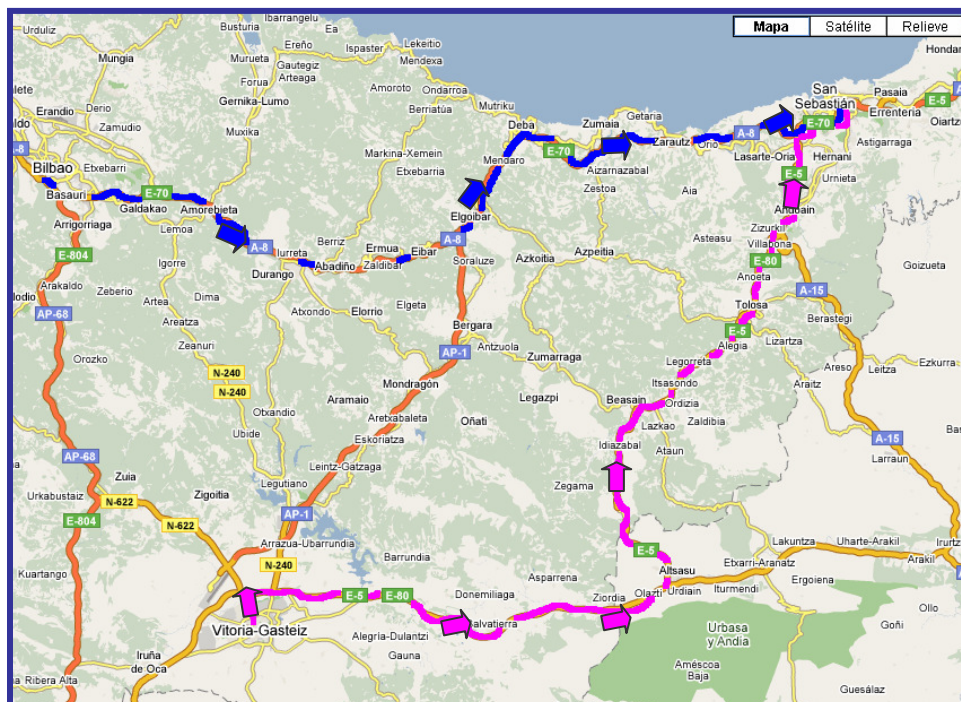 Mapa
Satélite
Relieve
Ibarrangelu
Ea
Urduliz
Busturia
Ereño
Ispaster
Lekeitio
Mungia
Murueta
Gautegiz
Arteaga
Mendexa
Forua
Amoroto
Ondarroa
Gernika-Lumo
Berriatúa
Mutriku
Erandio
Derio
Zamudio
Muxika
Deba
Zumaia
Getaria
San
Sebastián
Pasaia
E-5
Errenteria
Oiartz
E-70
Etxebarri
Markina-Xemein
Etxebarria
Mendaro
E-70
Zarautz
Orio
A-8
Lasarte-Oria
Hernani
Astigarraga
Bilbao
Basauri
E-70
Galdakao
Amorebieta
Aizarnazabal
Zestoa
Aia
E-5
Urnieta
Arrigorriaga
Lemoa
A-8
Iurreta
Berriz
Ermua
Elgoibar
A-8
Eibar
Andoain
Zizurkil
E-804
Igorre
Durango
Abadiño
Zaldibar
Soraluze
Azkoitia
Azpeitia
Asteasu
Villabona
E-80
Goizueta
Arakaldo
Zeberio
Artea
Dima
Elgeta
Anoeta
A-15
AP-68
Areatza
Atxondo
Elorrio
Bergara
Tolosa
Berastegi
Orozko
Zeanuri
AP-1
Antzuola
Zumarraga
E-5
Alegia
Lizartza
N-240
N-240
Mondragón
Legorreta
Itsasondo
Areso
Leitza
Ezkurra
Aramaio
Aretxabaleta
Legazpi
Beasain
Ordizia
Araitz
Otxandio
Oñati
Lazkao
Zaldibia
Ubide
Eskoriatza
Idiazabal
Ataun
A-15
AP-68
Zuia
Leintz-Gatzaga
Larraun
Urkabustaiz
N-622
Zigoitia
Legutiano
Zegama
E-804
N-622
AP-1
Arrazua-Ubarrundia
Barrundia
E-5
Lakuntza
Uharte-Arakil
Irurtz
Kuartango
N-240
Asparrena
Altsasu
Etxarri-Aranatz
Arakil
E-5
E-80
Donemiliaga
Ziordia
Olazti
Urdiain
Iturmendi
Ergoiena
Vitoria-Gasteiz
Salvatierra
Ollo
Alegria-Dulantzi
Urbasa
y Andia
Goñi
Iruña
de Oca
Gauna
Améscoa
Baja
Ribera Alta
Guesálaz